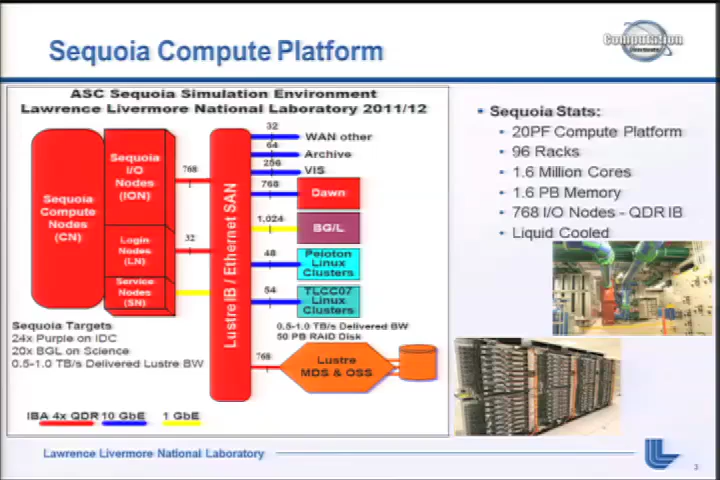 Sequoia Compute Platform
Computation
ASC Sequoia Simulation Environment
Lawrence Livermore National Laboratory 2011/12
Sequoia
Compute
Nodes
(CN)
Sequoia
I/O
Nodes
(ION)
Login
Nodes
(LN)
Service
Nodes
(SN)
768
32
Lustre IB / Ethernet SAN
32
WAN other
64
Archive
256
VIS
768
Dawn
1,024
BG/L
48
Peloton
Linux
Clusters
54
TLCC07
Linux
Clusters
0.5-1.0 TB/s Delivered BW
50 PB RAID Disk
768
Lustre
MDS & OSS
Sequoia Targets
24x Purple on IDC
20x BGL on Science
0.5-1.0 TB/s Delivered Lustre BW
IBA 4x QDR 10 GbE 1 GbE
Sequoia Stats:
20PF Compute Platform
96 Racks
1.6 Million Cores
1.6 PB Memory
768 I/O Nodes - QDR IB
Liquid Cooled
Lawrence Livermore National Laboratory
3